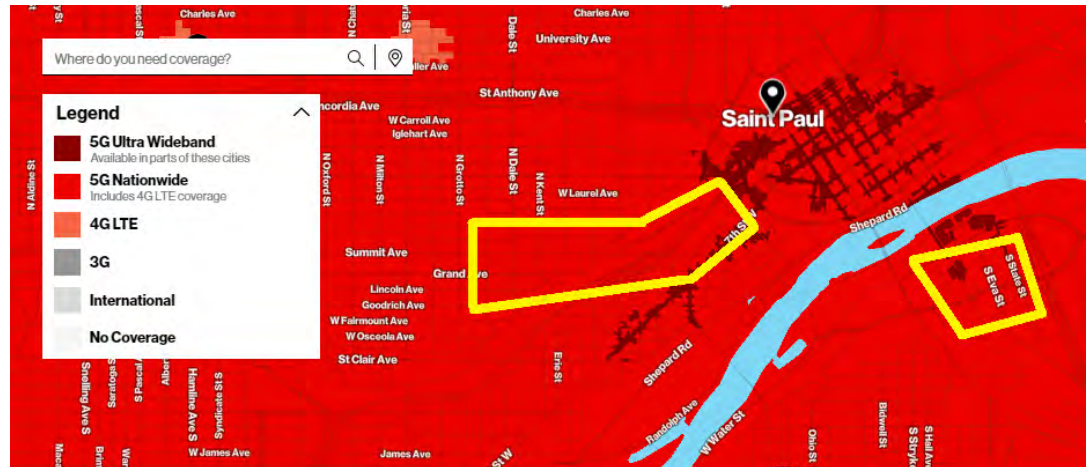 Charles Ave
Charles Ave
Dale St
University Ave
Where do you need coverage?
St Anthony Ave
Legend
5G Ultra Wideband
Available in parts of these cities
5G Nationwide
Includes 4G LTE coverage
4G LTE
3G
International
No Coverage
W Carroll Ave
Iglehart Ave
Saint Paul
N Aldine St
N Oxford St
N Milton St
N Grotto St
N Dale St
N Kent St
W Laurel Ave
Shepard Rd
Summit Ave
Grand Ave
Lincoln Ave
Goodrich Ave
W Fairmount Ave
W Osceola Ave
St Clair Ave
S State St
S Eva St
Shepard Rd
Erie St
Snelling Ave S
Hamline Ave S
Syndicate St S
Randolph Ave
W Water St
Ohio St
Bidwell St
W James Ave
James Ave